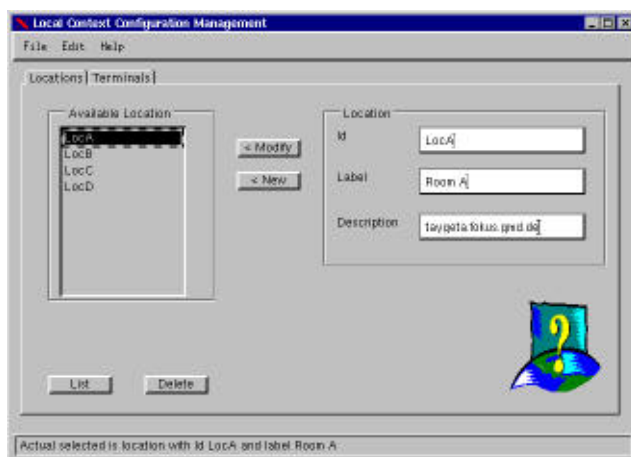 Local Context Configuration Management
File Edit Help
Locations Terminals
Available Location
LocA
LocB
LocC
LocD
< Modify
< New
Location
Id
LocA
Label
Room A
Description
taygeta.fokus.gmd.de
List
Delete
Actual selected is location with Id LocA and label Room A